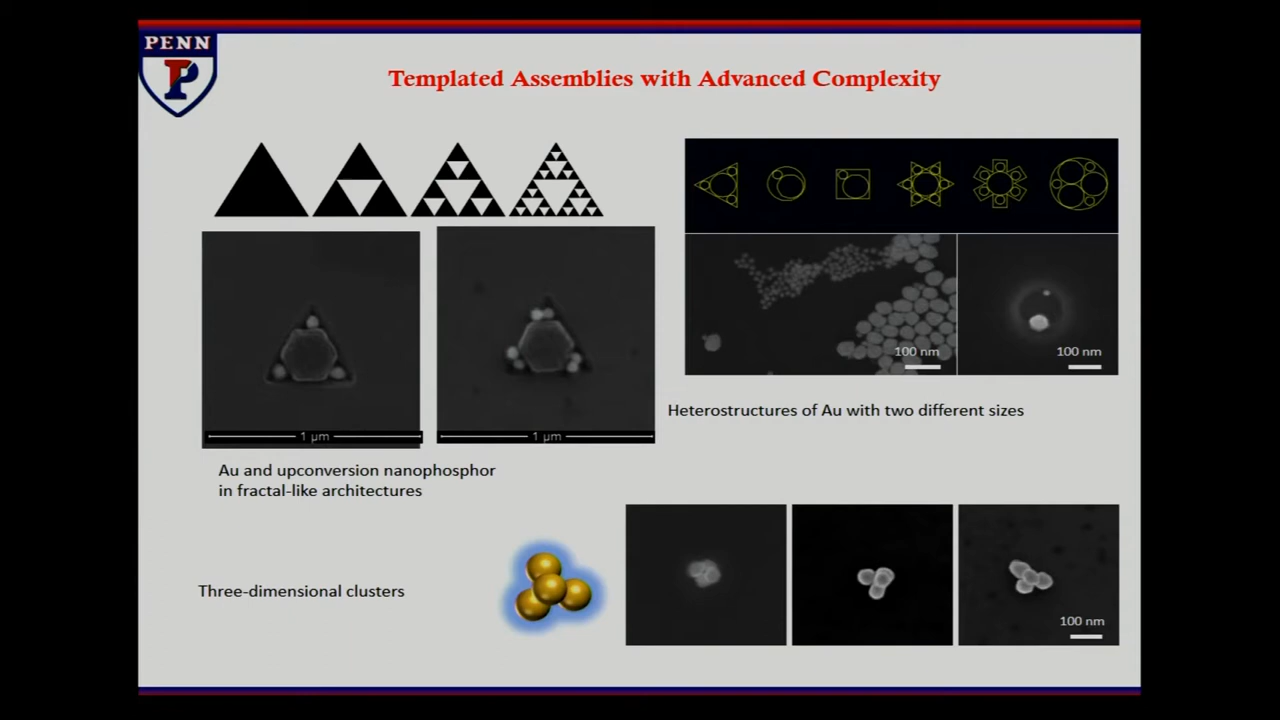 PENN
P
Templated Assemblies with Advanced Complexity
1 µm
1 µm
100 nm
100 nm
Heterostructures of Au with two different sizes
Au and upconversion nanophosphor
in fractal-like architectures
Three-dimensional clusters
100 nm